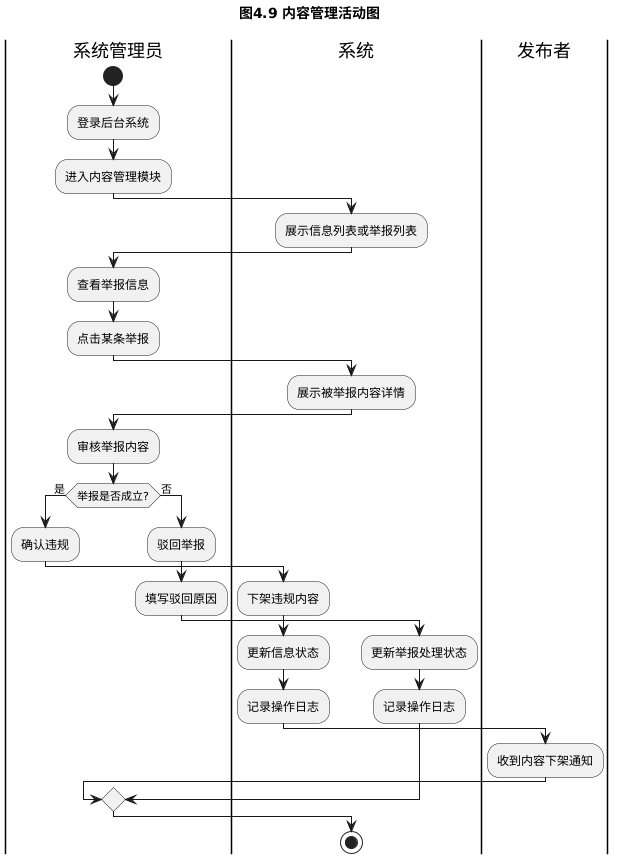 图4.9 内容管理活动图
系统管理员
系统
发布者
登录后台系统
进入内容管理模块
展示信息列表或举报列表
查看举报信息
点击某条举报
展示被举报内容详情
审核举报内容
是
举报是否成立?
否
确认违规
驳回举报
填写驳回原因
下架违规内容
更新信息状态
更新举报处理状态
记录操作日志
记录操作日志
收到内容下架通知